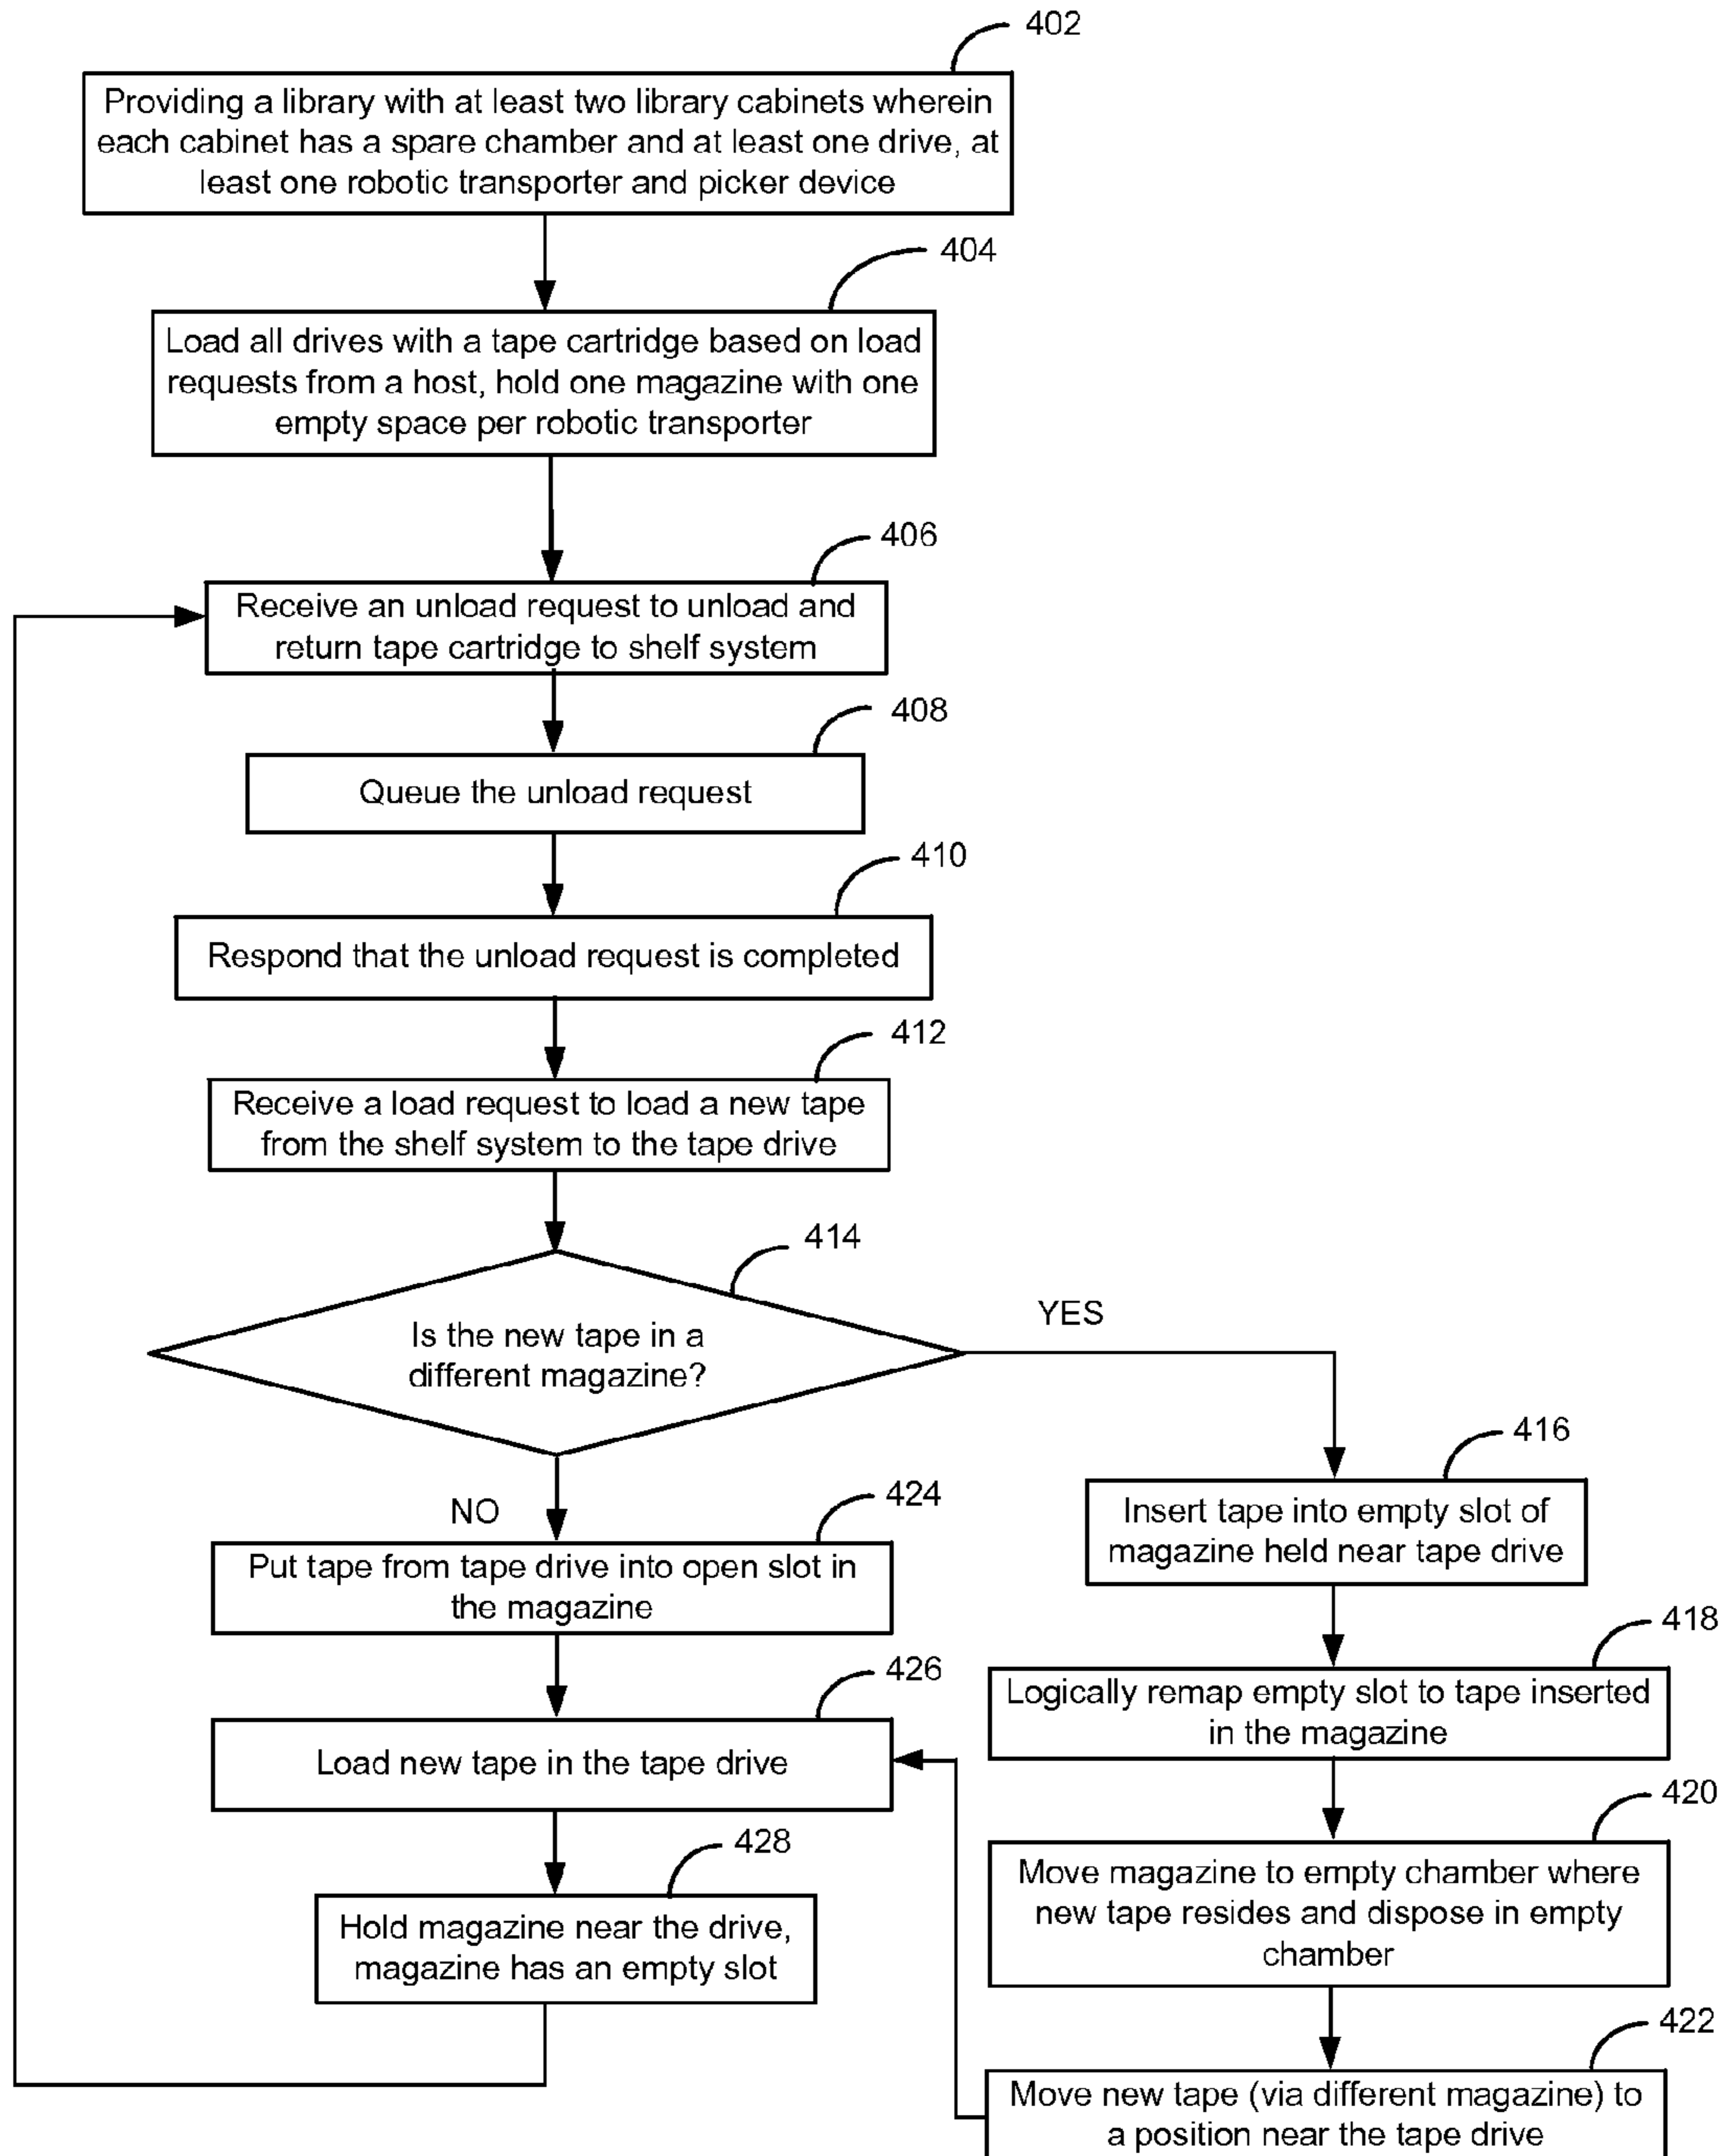 402
Providing a library with at least two library cabinets wherein
each cabinet has a spare chamber and at least one drive, at
least one robotic transporter and picker device
404
Load all drives with a tape cartridge based on load
requests from a host, hold one magazine with one
empty space per robotic transporter
406
Receive an unload request to unload and
return tape cartridge to shelf system
408
Queue the unload request
410
Respond that the unload request is completed
412
Receive a load request to load a new tape
from the shelf system to the tape drive
414
Is the new tape in a
different magazine?
YES
416
Insert tape into empty slot of
magazine held near tape drive
418
Logically remap empty slot to tape inserted
in the magazine
420
Move magazine to empty chamber where
new tape resides and dispose in empty
chamber
422
Move new tape (via different magazine) to
a position near the tape drive
NO
424
Put tape from tape drive into open slot in
the magazine
426
Load new tape in the tape drive
428
Hold magazine near the drive,
magazine has an empty slot